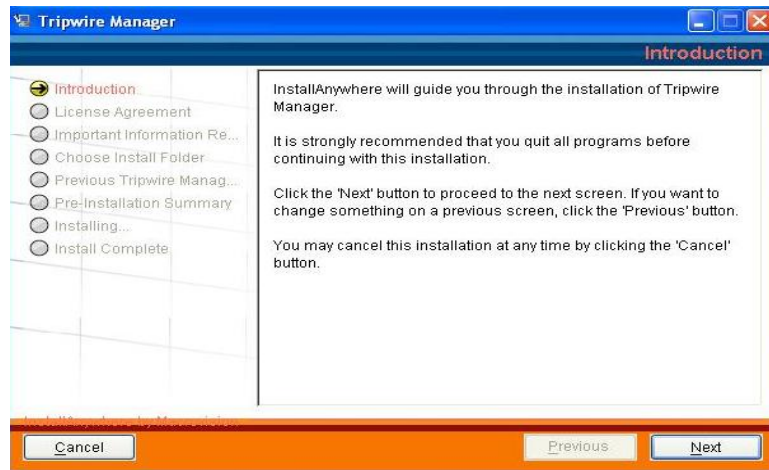 Tripwire Manager
Introduction
Introduction
License Agreement
Important Information Re...
Choose Install Folder
Previous Tripwire Manag...
Pre-Installation Summary
Installing...
Install Complete
InstallAnywhere will guide you through the installation of Tripwire
Manager.
It is strongly recommended that you quit all programs before
continuing with this installation.
Click the 'Next' button to proceed to the next screen. If you want to
change something on a previous screen, click the 'Previous' button.
You may cancel this installation at any time by clicking the 'Cancel'
button.
InstallAnywhere by Macrovision
Cancel
Previous
Next